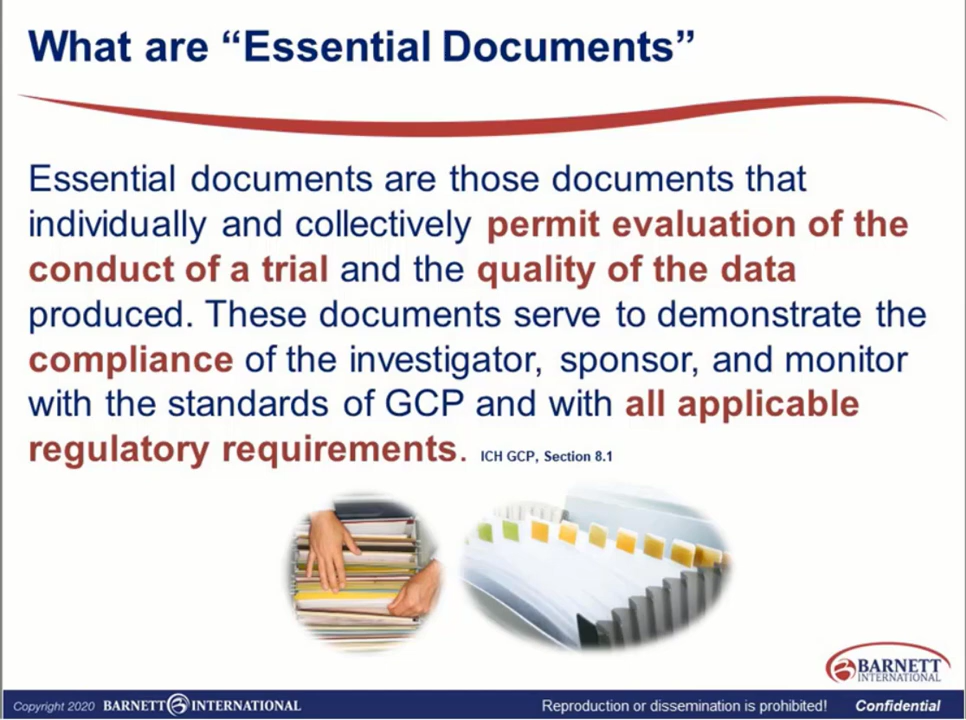 What are “Essential Documents”
Essential documents are those documents that
individually and collectively permit evaluation of the
conduct of a trial and the quality of the data
produced. These documents serve to demonstrate the
compliance of the investigator, sponsor, and monitor
with the standards of GCP and with all applicable
regulatory requirements. ICH GCP, Section 8.1
BARNETT
INTERNATIONAL
Copyright 2020 BARNETT INTERNATIONAL Reproduction or dissemination is prohibited! Confidential